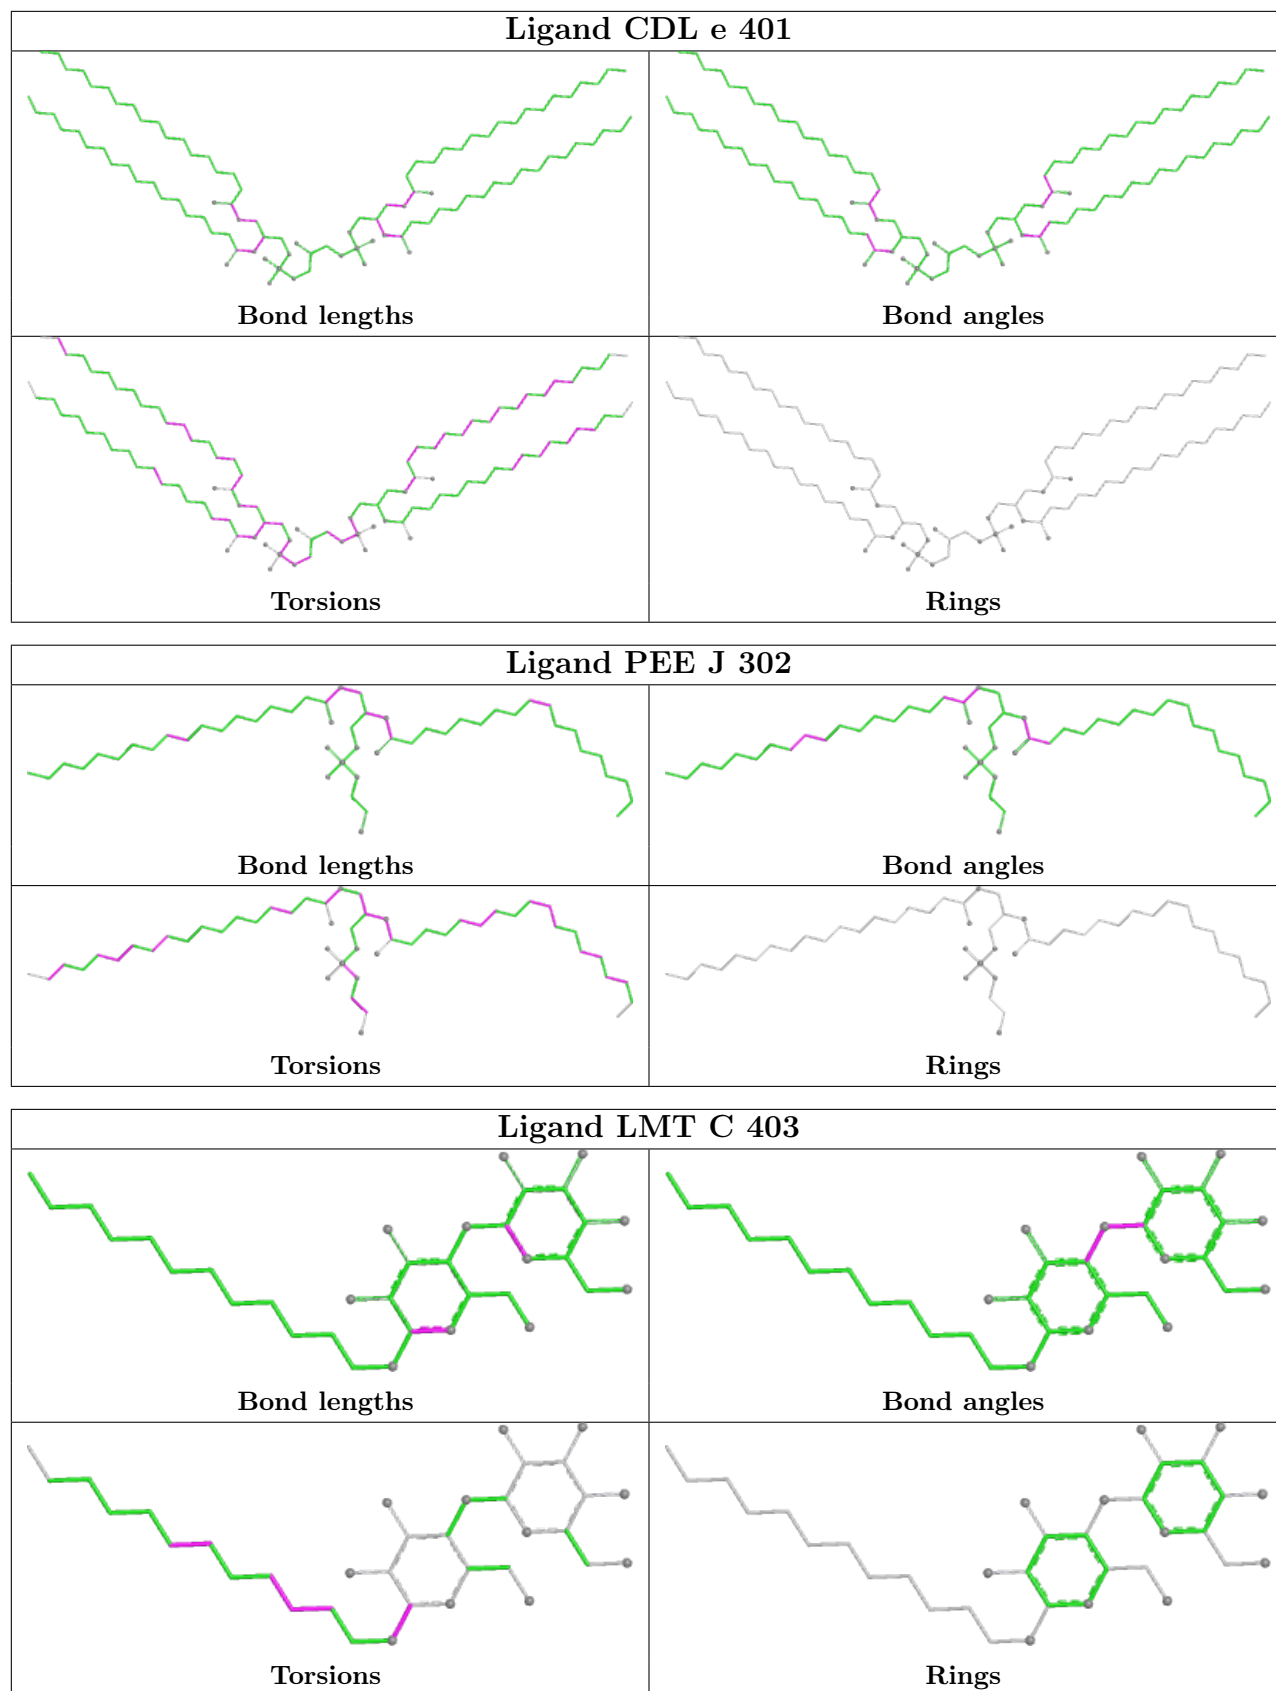 Ligand CDL e 401
Bond lengths
Bond angles
Torsions
Rings
Ligand PEE J 302
Bond lengths
Bond angles
Torsions
Rings
Ligand LMT C 403
Bond lengths
Bond angles
Torsions
Rings